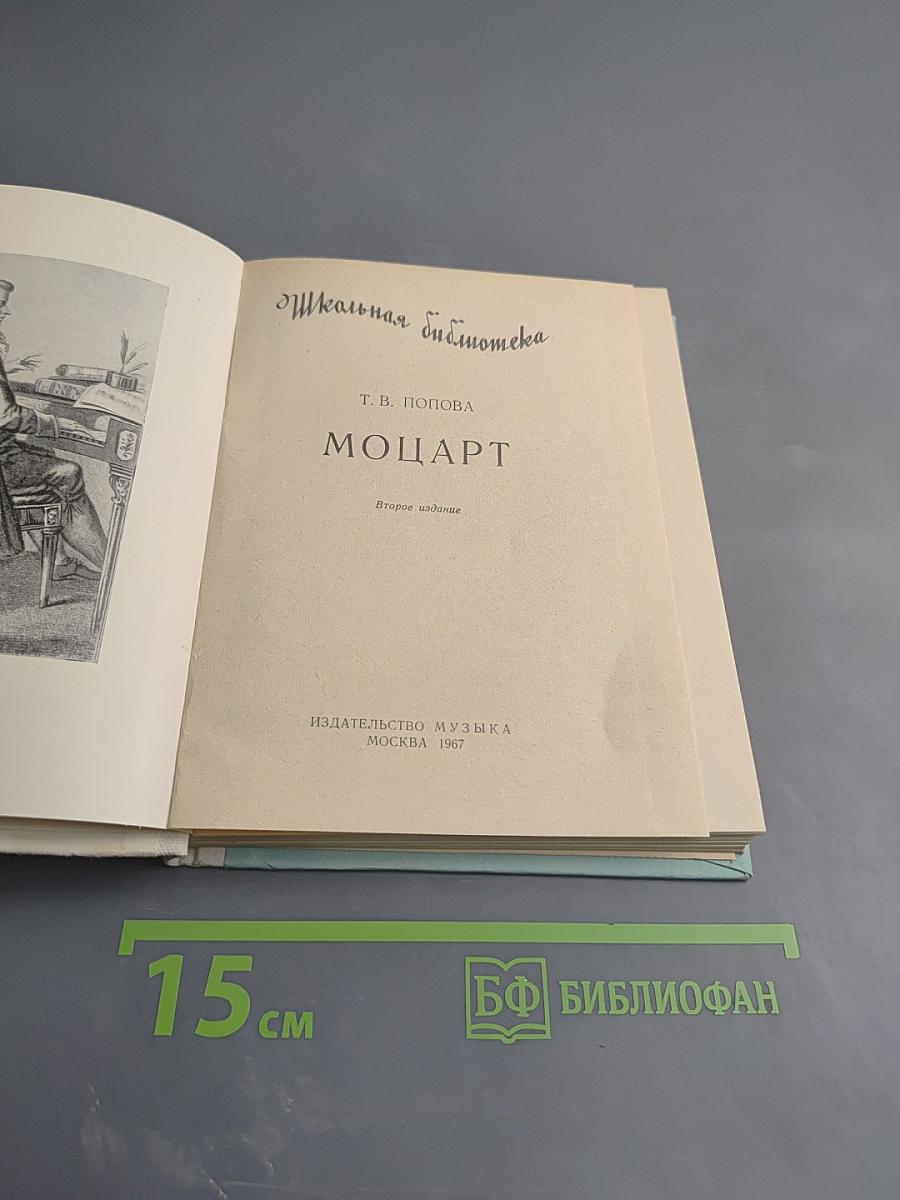 Школьная библиотека
Т. В. ПОПОВА
МОЦАРТ
Второе издание
ИЗДАТЕЛЬСТВО МУЗЫКА
МОСКВА 1967
15 см
БФ БИБЛИОФАН